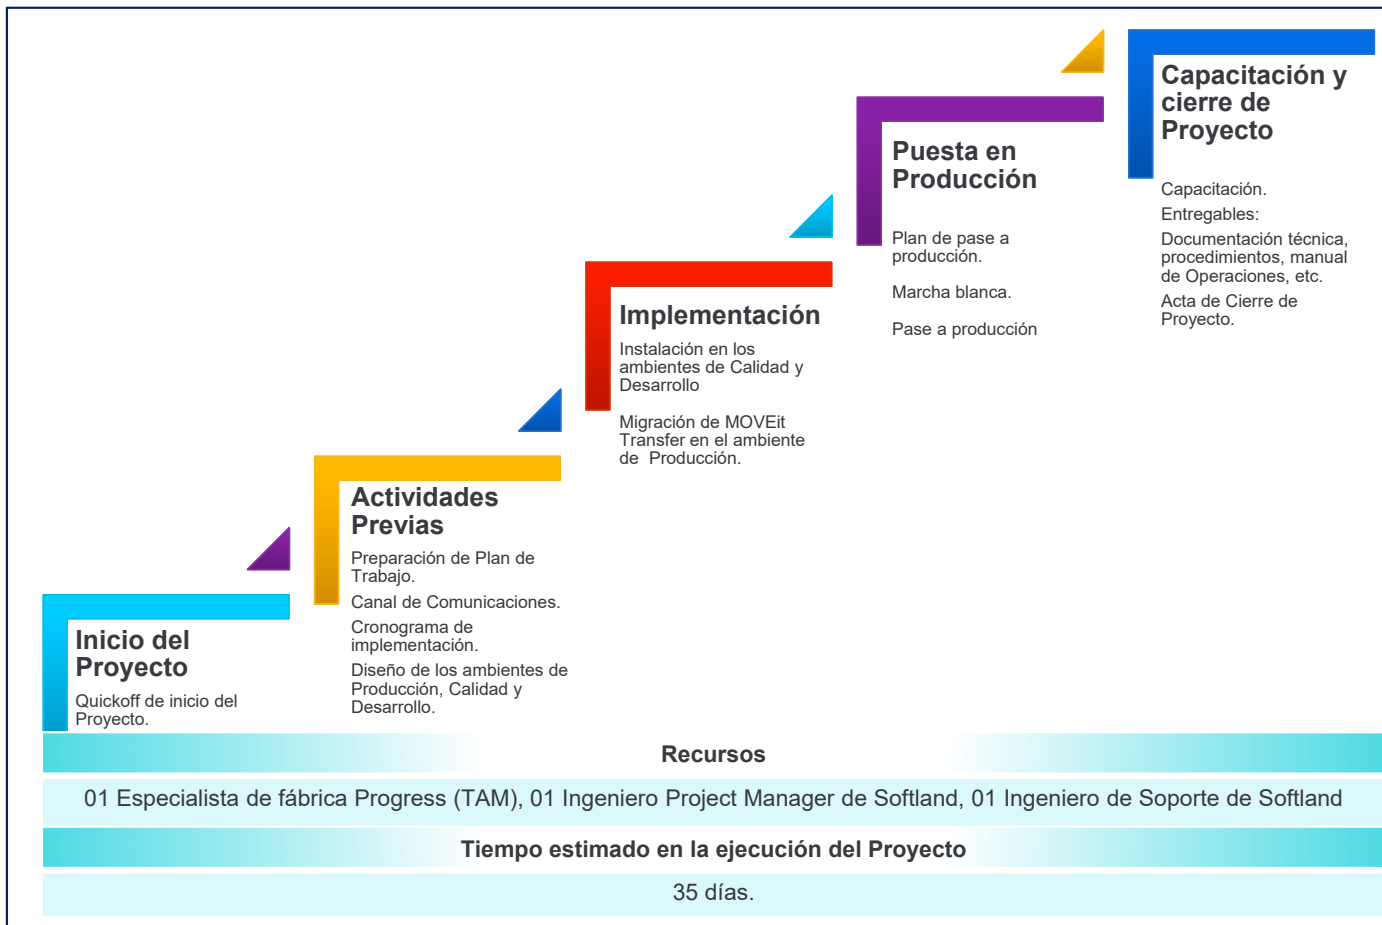 Inicio del
Proyecto
Quickoff de inicio del
Proyecto.
Actividades
Previas
Preparación de Plan de
Trabajo.
Canal de Comunicaciones.
Cronograma de
implementación.
Diseño de los ambientes de
Producción, Calidad y
Desarrollo.
Implementación
Instalación en los
ambientes de Calidad y
Desarrollo
Migración de MOVEit
Transfer en el ambiente
de Producción.
Puesta en
Producción
Plan de pase a
producción.
Marcha blanca.
Pase a producción
Capacitación y
cierre de
Proyecto
Capacitación.
Entregables:
Documentación técnica,
procedimientos, manual
de Operaciones, etc.
Acta de Cierre de
Proyecto.
Recursos
01 Especialista de fábrica Progress (TAM), 01 Ingeniero Project Manager de Softland, 01 Ingeniero de Soporte de Softland
Tiempo estimado en la ejecución del Proyecto
35 días.